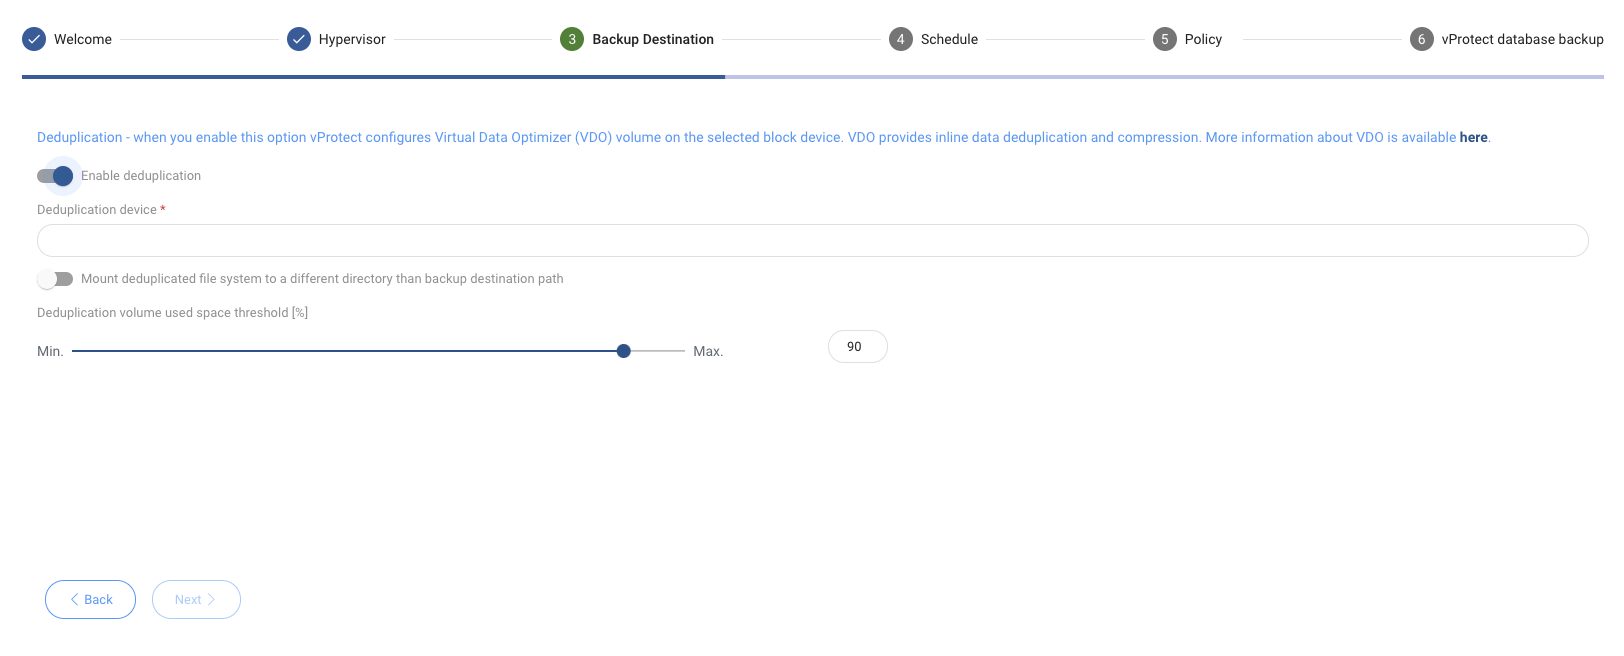 Welcome
Hypervisor
3 Backup Destination
4 Schedule
5 Policy
6 vProtect database backup
Deduplication - when you enable this option vProtect configures Virtual Data Optimizer (VDO) volume on the selected block device. VDO provides inline data deduplication and compression. More information about VDO is available here.
Enable deduplication
Deduplication device *
Mount deduplicated file system to a different directory than backup destination path
Deduplication volume used space threshold [%]
Min.
Max.
90
Back
Next